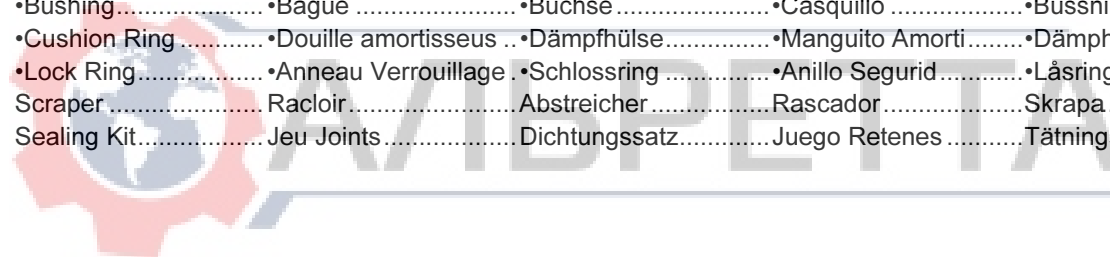 •Bushing.................. •Bague ....................... •Buchse ...................... •Casquillo ................... •Bussni
•Cushion Ring ............ •Douille amortisseus .. •Dämpfhülse............... •Manguito Amorti........ •Dämph
•Lock Ring................. •Anneau Verrouillage . •Schlossring ............... •Anillo Segurid............ •Låsring
Scraper ..................... Racloir........................ Abstreicher ................. Rascador.................... Skrapa
Sealing Kit................. Jeu Joints................... Dichtungssatz............. Juego Retenes ........... Tätning
АЛЬРЕТТА